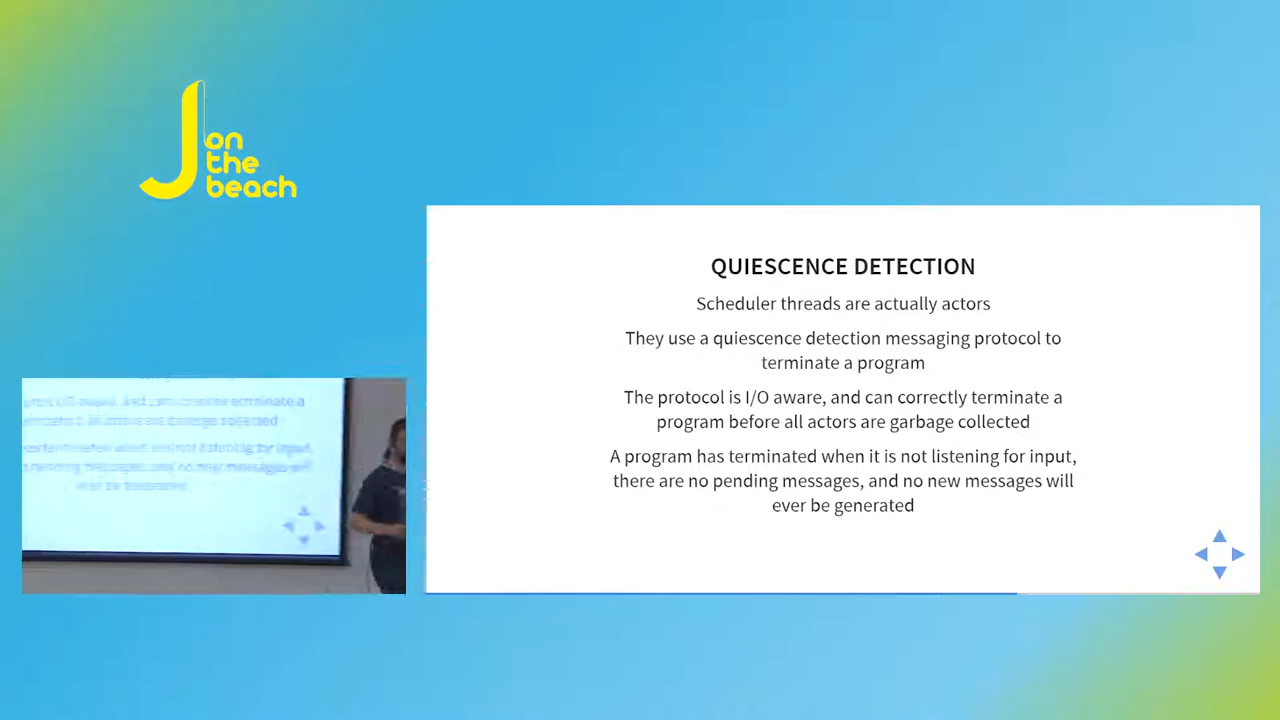 on
the
beach
QUIESCENCE DETECTION
Scheduler threads are actually actors
They use a quiescence detection messaging protocol to
terminate a program
The protocol is I/O aware, and can correctly terminate a
program before all actors are garbage collected
A program has terminated when it is not listening for input,
there are no pending messages, and no new messages will
ever be generated